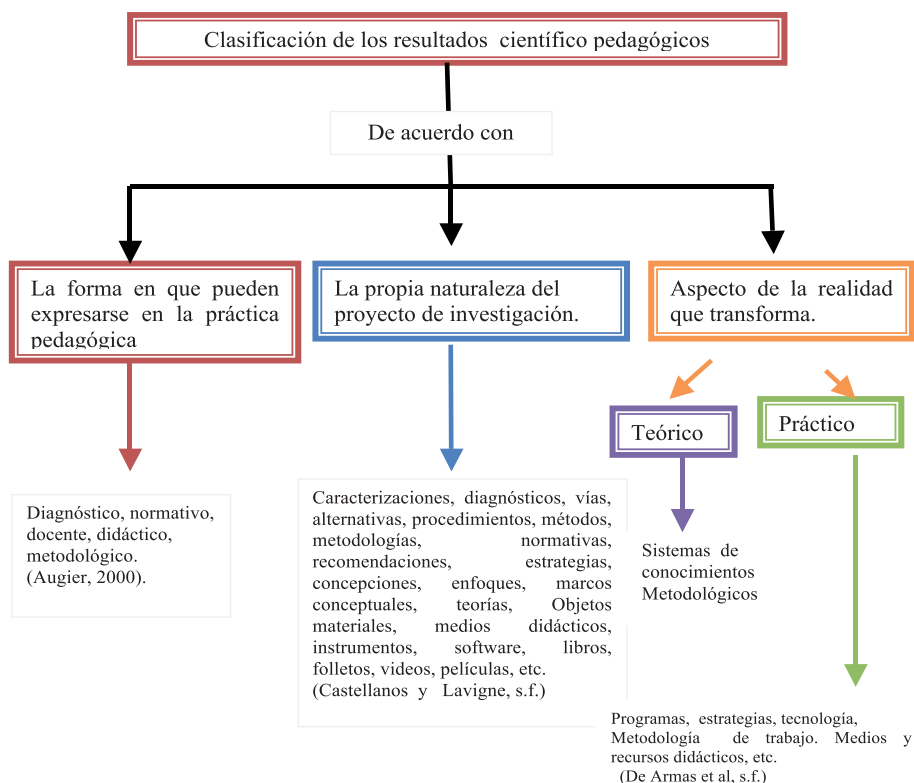 Clasificación de los resultados científico pedagógicos
De acuerdo con
La forma en que pueden
expresarse en la práctica
pedagógica
La propia naturaleza del
proyecto de investigación.
Aspecto de la realidad
que transforma.
Teórico
Práctico
Diagnóstico, normativo,
docente, didáctico,
metodológico.
(Augier, 2000).
Caracterizaciones, diagnósticos, vías,
alternativas, procedimientos, métodos,
metodologías, normativas,
recomendaciones, estrategias,
concepciones, enfoques, marcos
conceptuales, teorías, Objetos
materiales, medios didácticos,
instrumentos, software, libros,
folletos, videos, películas, etc.
(Castellanos y Lavigne, s.f.)
Sistemas de
conocimientos
Metodológicos
Programas, estrategias, tecnología,
Metodología de trabajo. Medios y
recursos didácticos, etc.
(De Armas et al, s.f.)